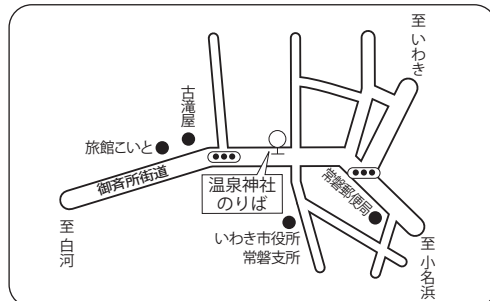 至いわき
古滝屋
旅館こいと
御斉所街道
温泉神社
のりば
常磐郵便局
至白河
いわき市役所
常磐支所
至小名浜